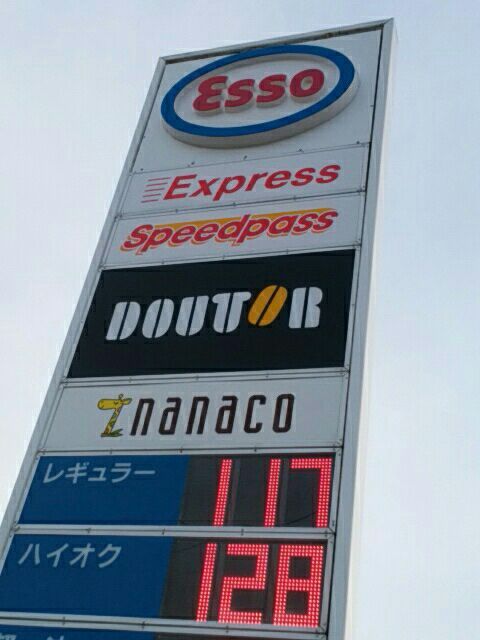 Esso
Express
Speedpass
DOUTOR
nanaco
レギュラー 117
ハイオク 128